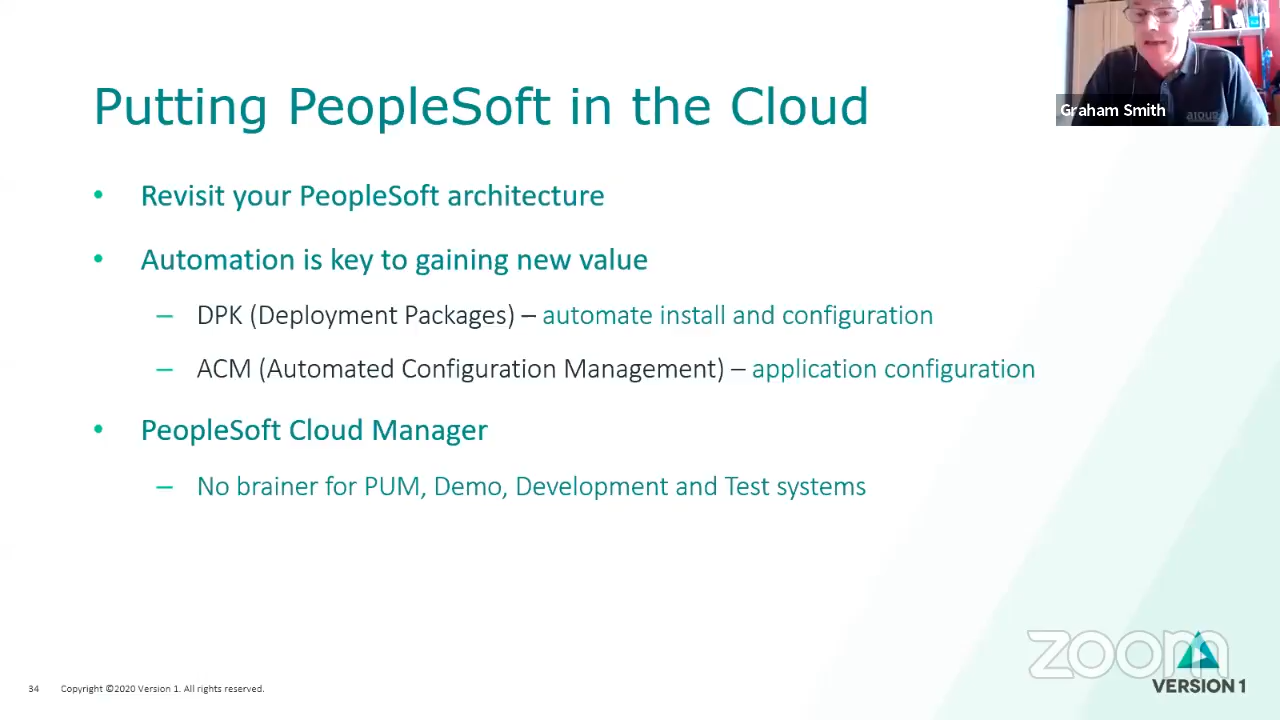 Putting PeopleSoft in the Cloud
Graham Smith
• Revisit your PeopleSoft architecture
• Automation is key to gaining new value
– DPK (Deployment Packages) – automate install and configuration
– ACM (Automated Configuration Management) – application configuration
• PeopleSoft Cloud Manager
– No brainer for PUM, Demo, Development and Test systems
zoom
VERSION 1
34 Copyright ©2020 Version 1. All rights reserved.